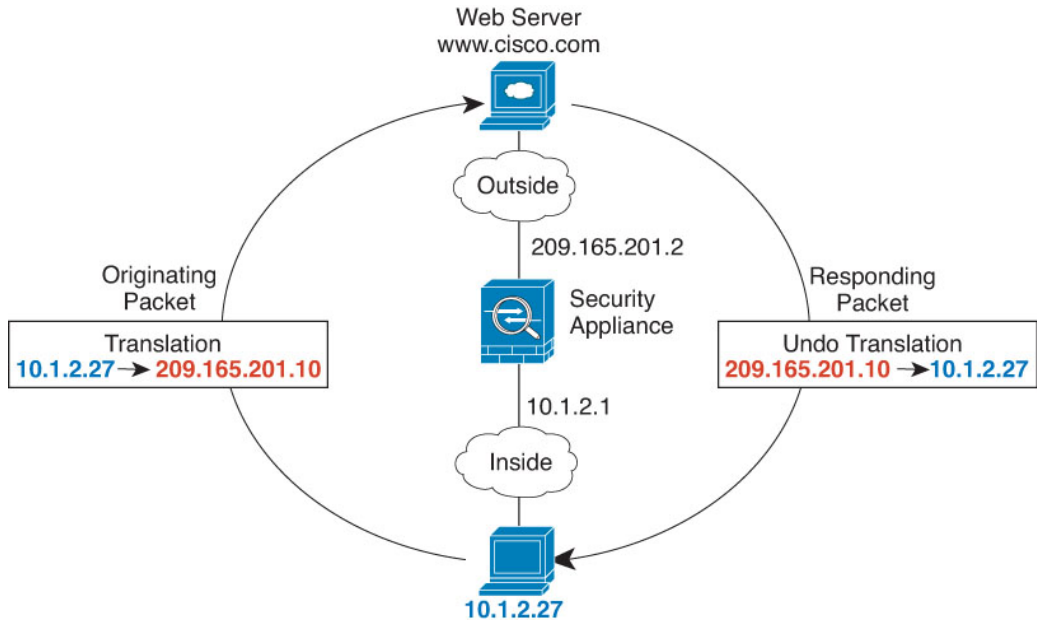 Web Server
www.cisco.com
Outside
209.165.201.2
Originating
Packet
Translation
10.1.2.27 → 209.165.201.10
Security
Appliance
Responding
Packet
Undo Translation
209.165.201.10 → 10.1.2.27
10.1.2.1
Inside
10.1.2.27